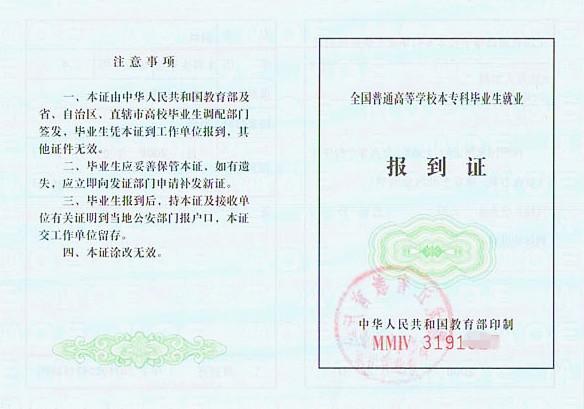 注意事项
一、本证由中华人民共和国教育部及
省、自治区、直辖市高校毕业生调配部门
签发，毕业生凭本证到工作单位报到，其
他证件无效。
二、毕业生应妥善保管本证，如有遗
失，应立即向发证部门申请补发新证。
三、毕业生报到后，持本证及接收单
位有关证明到当地公安部门报户口，本证
交工作单位留存。
四、本证涂改无效。
全国普通高等学校本专科毕业生就业
报到证
中华人民共和国教育部印制
MMIV 3191